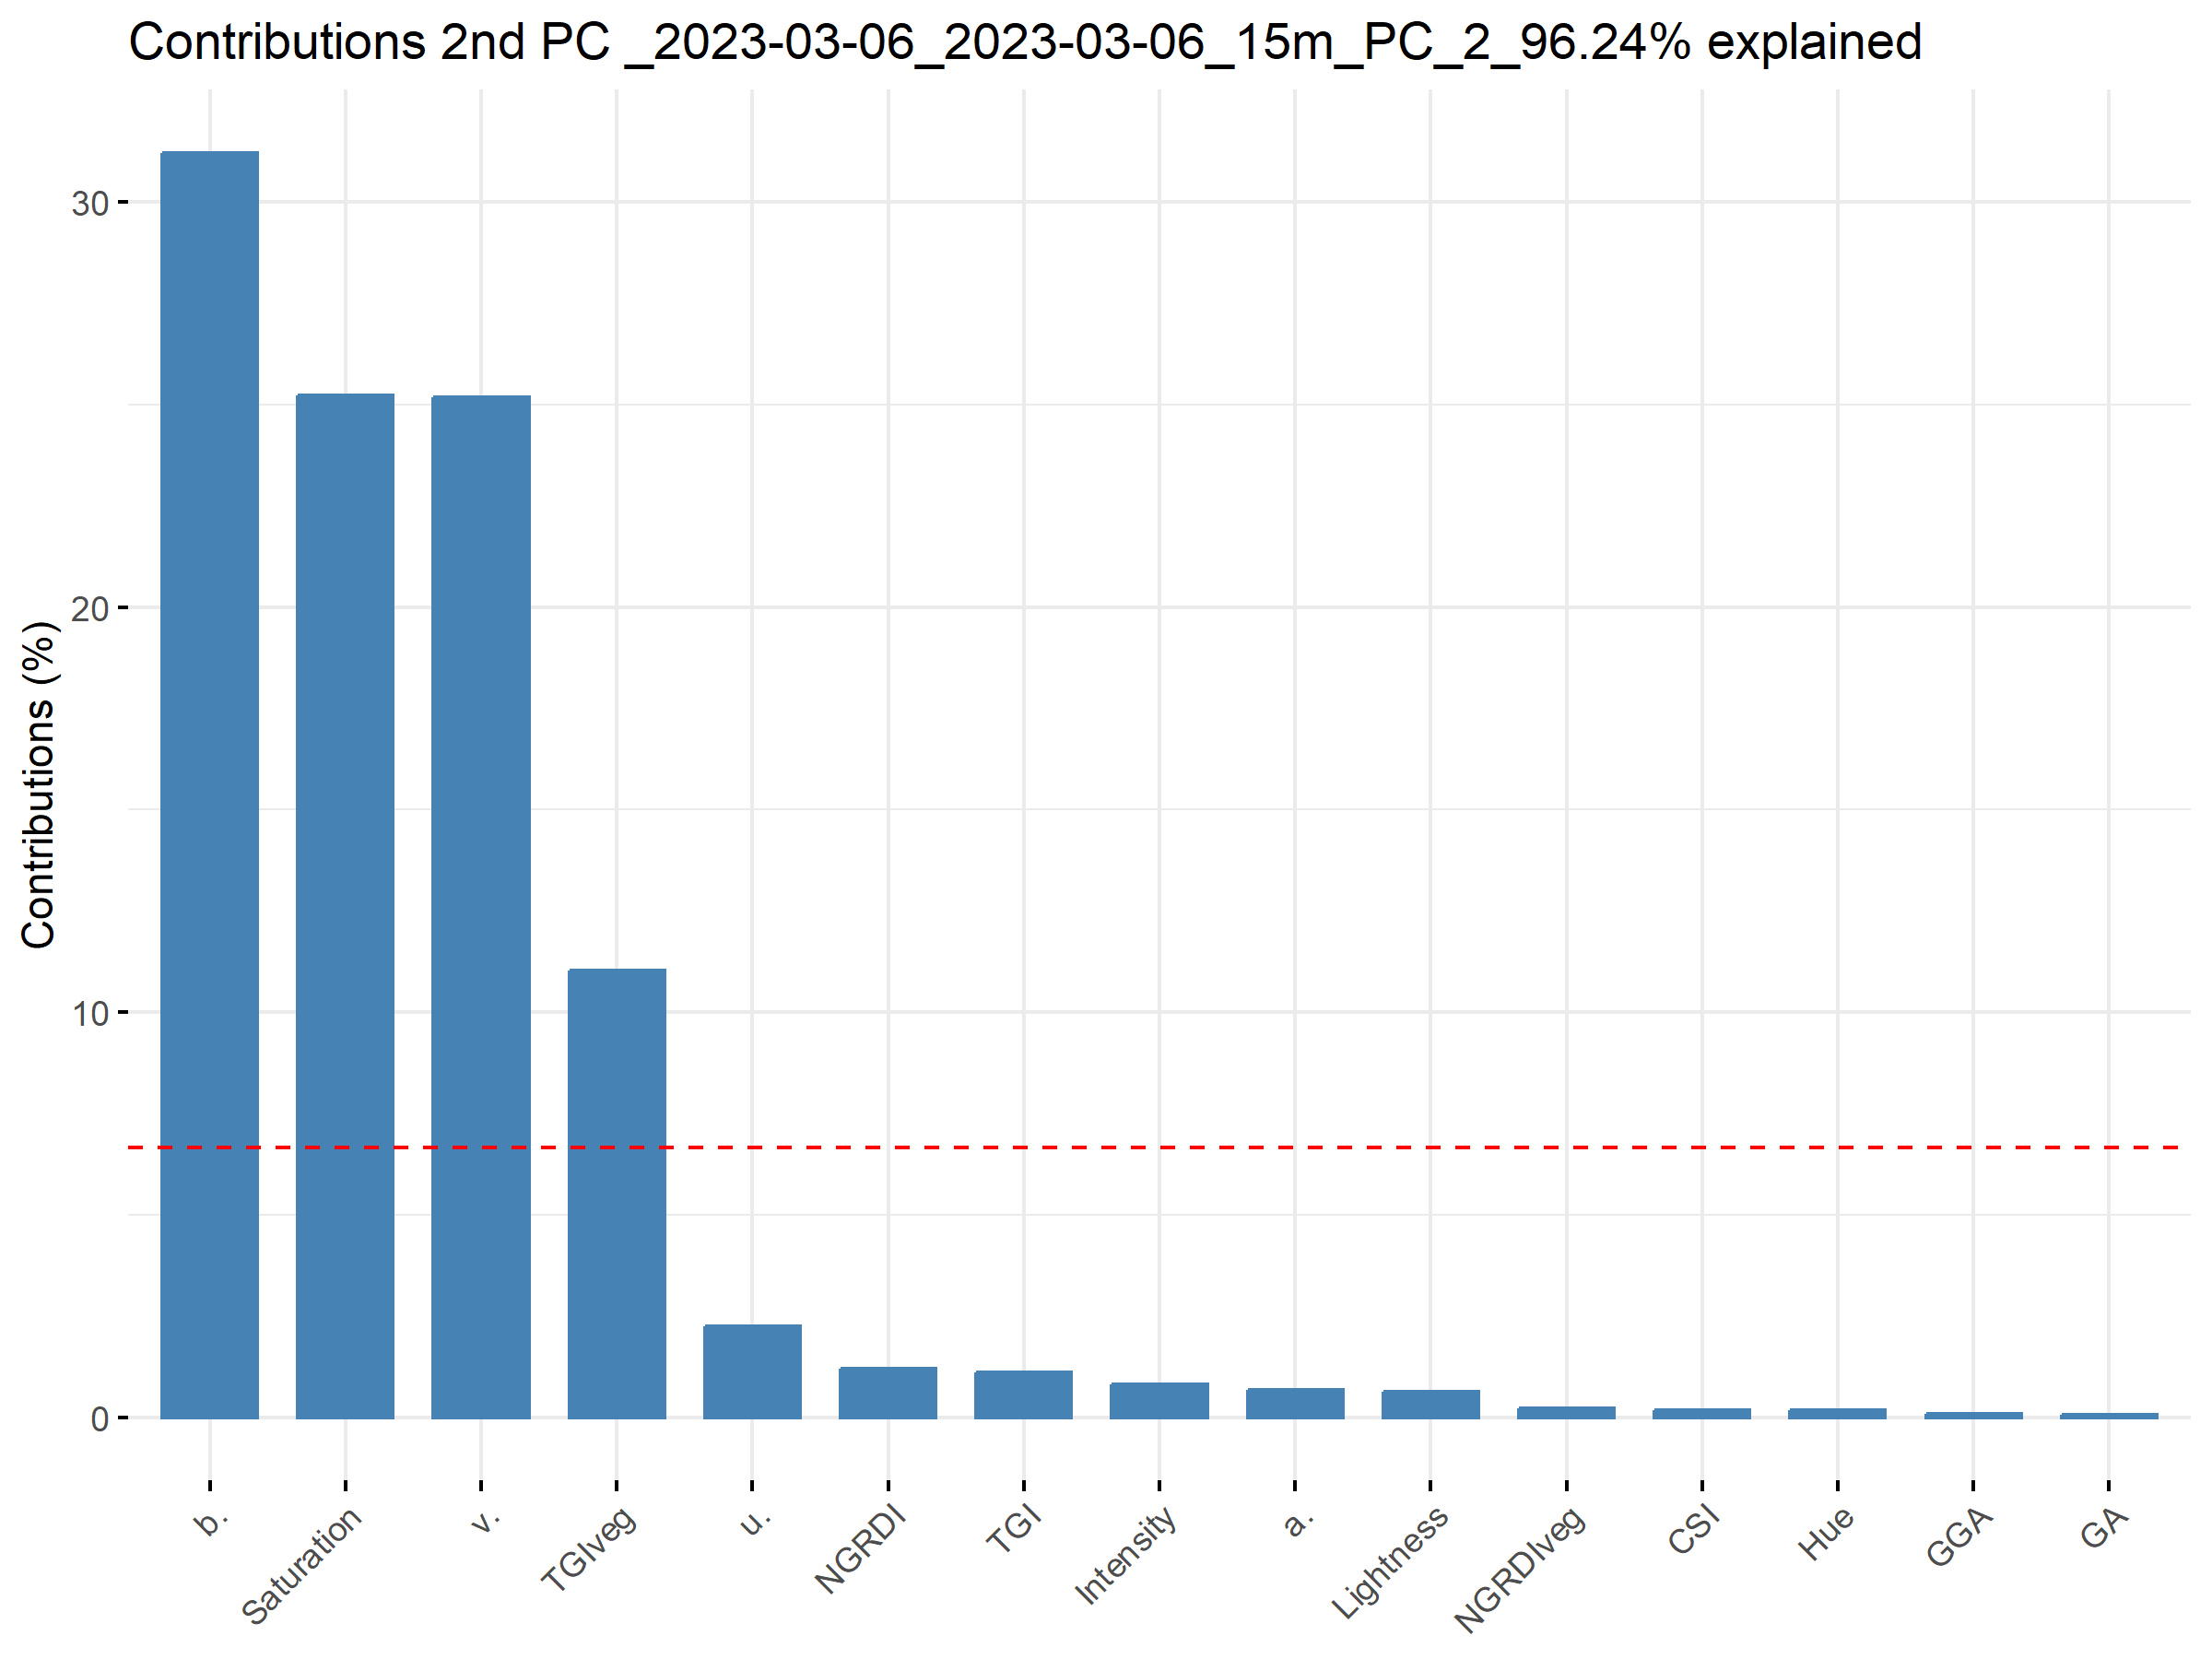 Contributions 2nd PC _2023-03-06_2023-03-06_15m_PC_2_96.24% explained
Contributions (%)
30
20
10
0
b.
Saturation
v.
TGIveg
u.
NGRDI
TGI
Intensity
a.
Lightness
NGRDIveg
CSI
Hue
GGA
GA